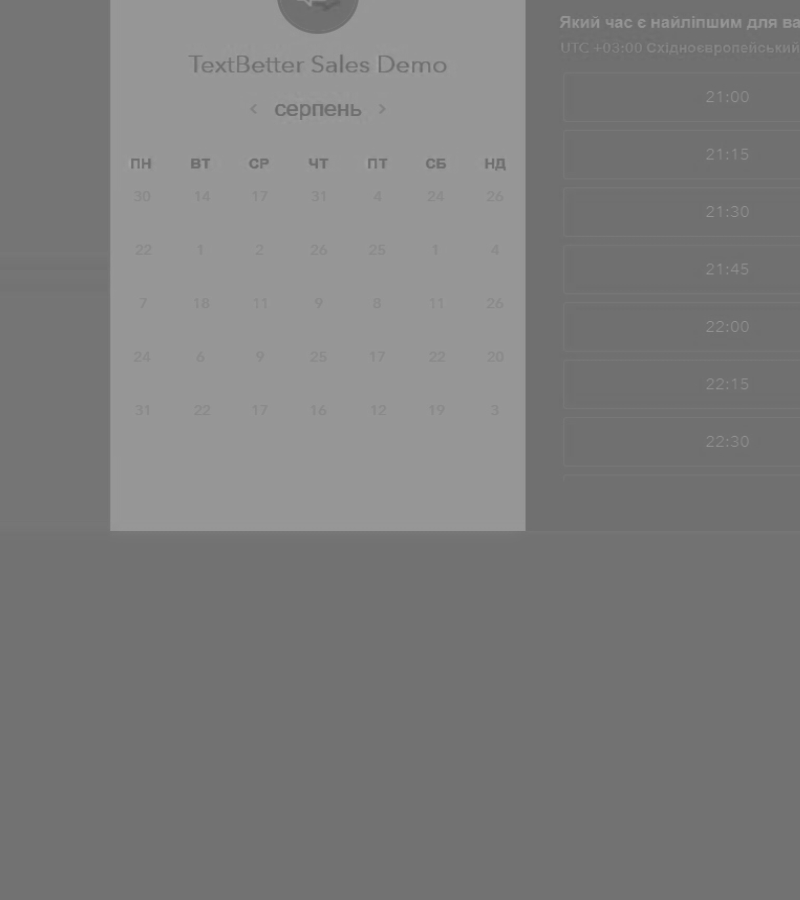 TextBetter Sales Demo
‹ серпень ›
ПН ВТ СР ЧТ ПТ СБ НД
30 14 17 31 4 24 26
22 1 2 26 25 1 4
7 18 11 9 8 11 26
24 6 9 25 17 22 20
31 22 17 16 12 19 3
Який час є найліпшим для ва
UTC +03:00 Східноєвропейський
21:00
21:15
21:30
21:45
22:00
22:15
22:30